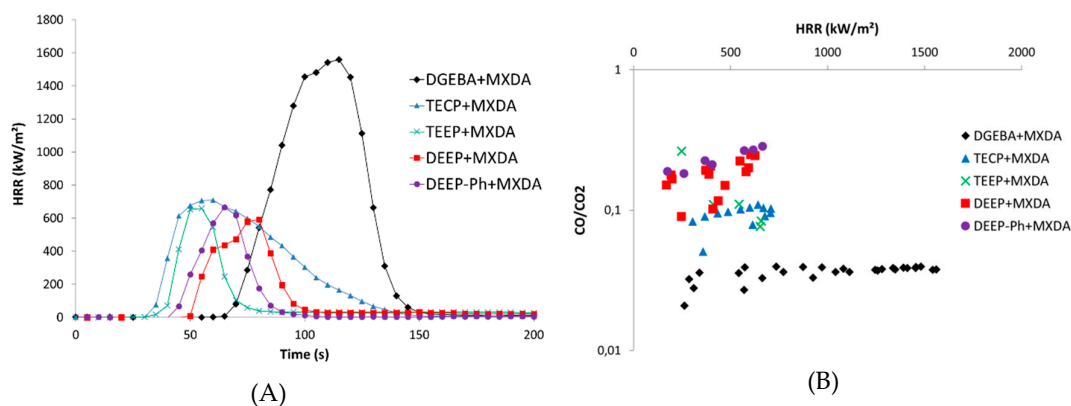 1800
1600
1400
1200
1000
800
600
400
200
0
HRR (kW/m²)
0 50 100 150 200
Time (s)
DGEBA+MXDA
TECP+MXDA
TEEP+MXDA
DEEP+MXDA
DEEP-Ph+MXDA
(A)
HRR (kW/m²)
0 500 1000 1500 2000
1
0,1
0,01
CO/CO2
DGEBA+MXDA
TECP+MXDA
TEEP+MXDA
DEEP+MXDA
DEEP-Ph+MXDA
(B)